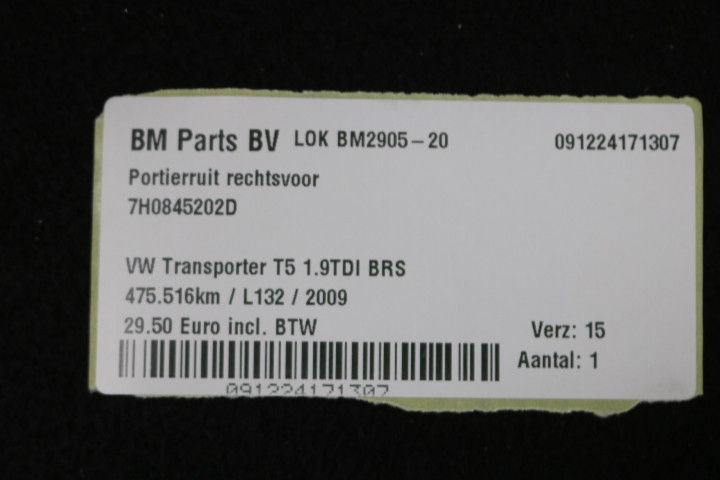 BM Parts BV LOK BM2905-20 091224171307
Portierruit rechtsvoor
7H0845202D
VW Transporter T5 1.9TDI BRS
475.516km / L132 / 2009
29.50 Euro incl. BTW Verz: 15
Aantal: 1
091224171307